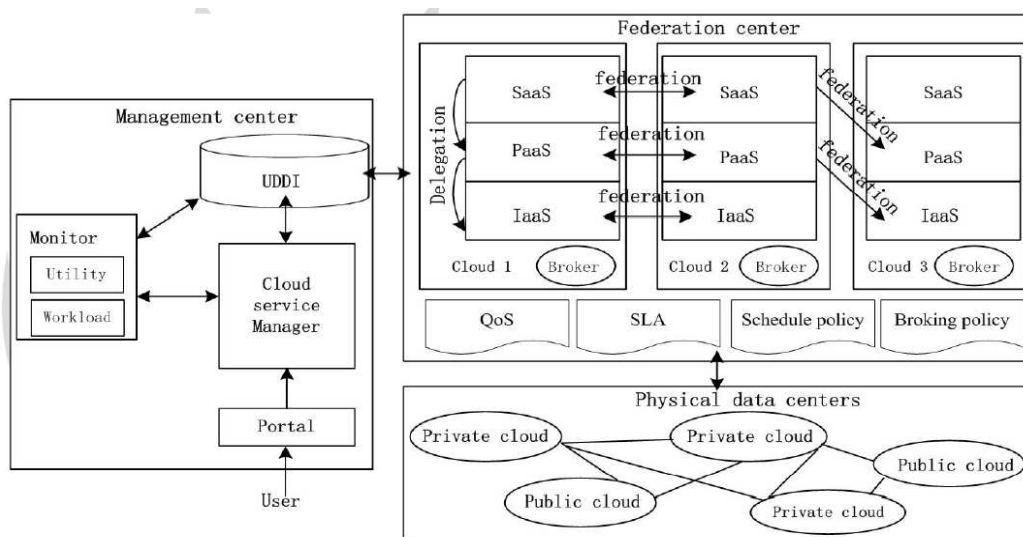 Management center
UDDI
Monitor
Utility
Workload
Cloud
service
Manager
Portal
User
Federation center
Delegation
SaaS
PaaS
IaaS
Cloud 1
Broker
federation
federation
federation
SaaS
PaaS
IaaS
Cloud 2
Broker
federation
federation
SaaS
PaaS
IaaS
Cloud 3
Broker
QoS
SLA
Schedule policy
Broking policy
Physical data centers
Private cloud
Private cloud
Public cloud
Public cloud
Private cloud